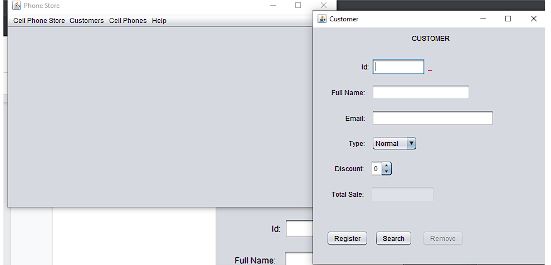 Phone Store
Cell Phone Store Customers Cell Phones Help
Id:
Full Name:
Customer
CUSTOMER
Id:
Full Name:
Email:
Type: Normal
Discount: 0
Total Sale:
Register Search Remove